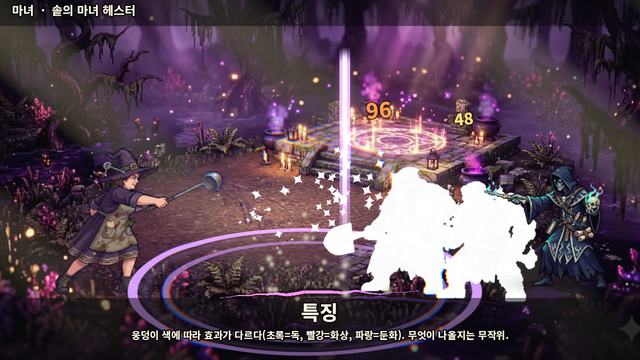 마녀 · 솥의 마녀 헤스터
96
48
특징
웅덩이 색에 따라 효과가 다르다(초록=독, 빨강=화상, 파랑=둔화). 무엇이 나올지는 무작위.